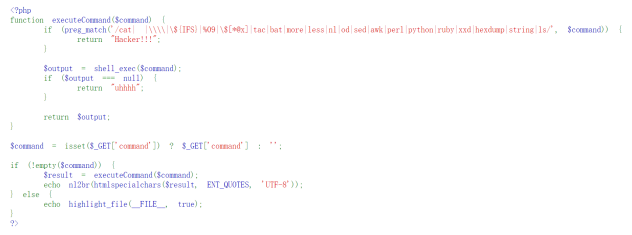 <?php
function executeCommand($command) {
if (preg_match('/cat| |\\\\|\${IFS}|%09|\$[*@x]|tac|bat|more|less|nl|od|sed|awk|perl|python|ruby|xxd|hexdump|string|ls/', $command)) {
return "Hacker!!!";
}
$output = shell_exec($command);
if ($output === null) {
return "uhhhh";
}
return $output;
}
$command = isset($_GET['command']) ? $_GET['command'] : '';
if (!empty($command)) {
$result = executeCommand($command);
echo nl2br(htmlspecialchars($result, ENT_QUOTES, 'UTF-8'));
} else {
echo highlight_file(__FILE__, true);
}
?>